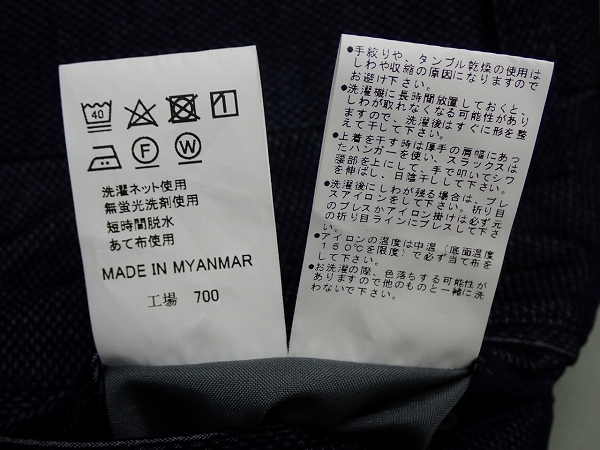 40
F
W
洗濯ネット使用
無蛍光洗剤使用
短時間脱水
あて布使用
MADE IN MYANMAR
工場 700
●手絞りや、タンブル乾燥の使用は
しわや収縮の原因になりますので
お避け下さい。
●洗濯機に長時間放置しておくと、
しわが取れなくなる可能性があり
ますので、洗濯後はすぐに形を整
えて干して下さい。
●上着を干す時は厚手の肩幅にあっ
たハンガーを使い、スラックスは
腰部を上にして、手で叩いてシワ
を伸ばし、日陰干しして下さい。
●洗濯後にしわが残る場合は、プレ
スアイロンをして下さい。折り目
のプレスかアイロン掛けは必ず元
の折り目ラインにプレスして下さ
い。
●アイロンの温度は中温（底面温度
150℃を限度）で必ず当て布を
して下さい。
●お洗濯の際、色落ちする可能性が
ありますので他のものと一緒に洗
わないで下さい。